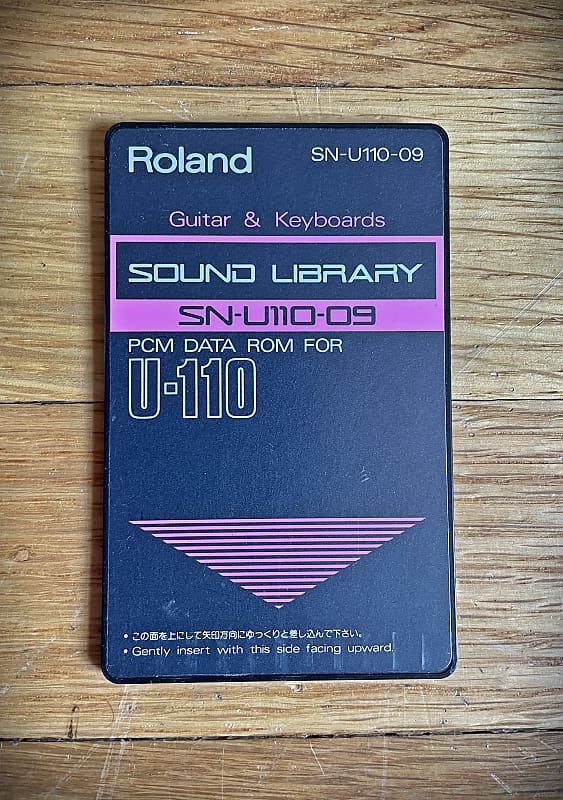 Roland SN-U110-09
Guitar & Keyboards
SOUND LIBRARY
SN-U110-09
PCM DATA ROM FOR
U-110
• この面を上にして矢印方向にゆっくりと差し込んで下さい。
• Gently insert with this side facing upward.